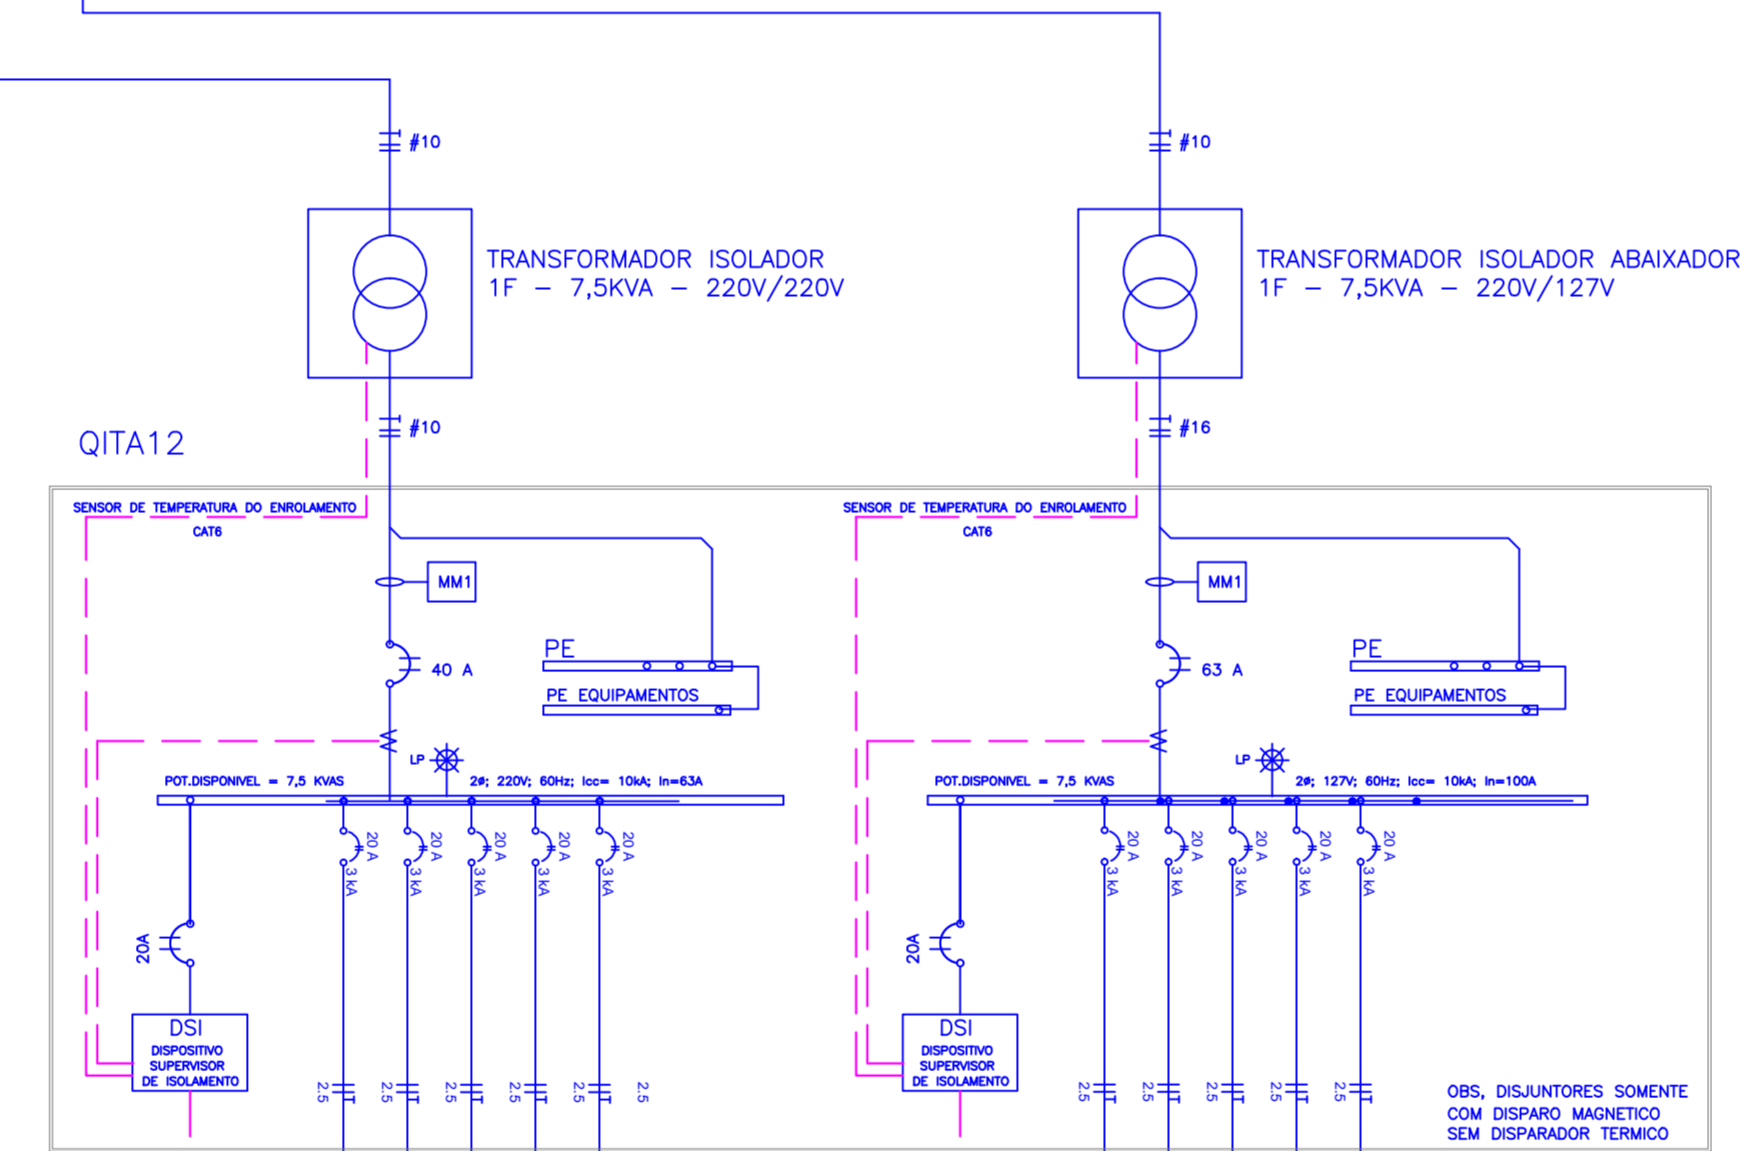 #10
#10
TRANSFORMADOR ISOLADOR
1F - 7,5KVA - 220V/220V
TRANSFORMADOR ISOLADOR ABAIXADOR
1F - 7,5KVA - 220V/127V
#10
#16
QITA12
SENSOR DE TEMPERATURA DO ENROLAMENTO
CAT6
SENSOR DE TEMPERATURA DO ENROLAMENTO
CAT6
MM1
MM1
PE
40 A
PE EQUIPAMENTOS
PE
63 A
PE EQUIPAMENTOS
LP
LP
POT.DISPONIVEL = 7,5 KVAS
2ø; 220V; 60Hz; Icc= 10kA; In=63A
POT.DISPONIVEL = 7,5 KVAS
2ø; 127V; 60Hz; Icc= 10kA; In=100A
20 A
3 kA
20 A
3 kA
20 A
3 kA
20 A
3 kA
20 A
3 kA
20 A
3 kA
20 A
3 kA
20 A
3 kA
20 A
3 kA
20 A
3 kA
20A
20A
DSI
DISPOSITIVO
SUPERVISOR
DE ISOLAMENTO
DSI
DISPOSITIVO
SUPERVISOR
DE ISOLAMENTO
2.5
2.5
2.5
2.5
2.5
2.5
2.5
2.5
2.5
2.5
2.5
OBS, DISJUNTORES SOMENTE
COM DISPARO MAGNETICO
SEM DISPARADOR TERMICO